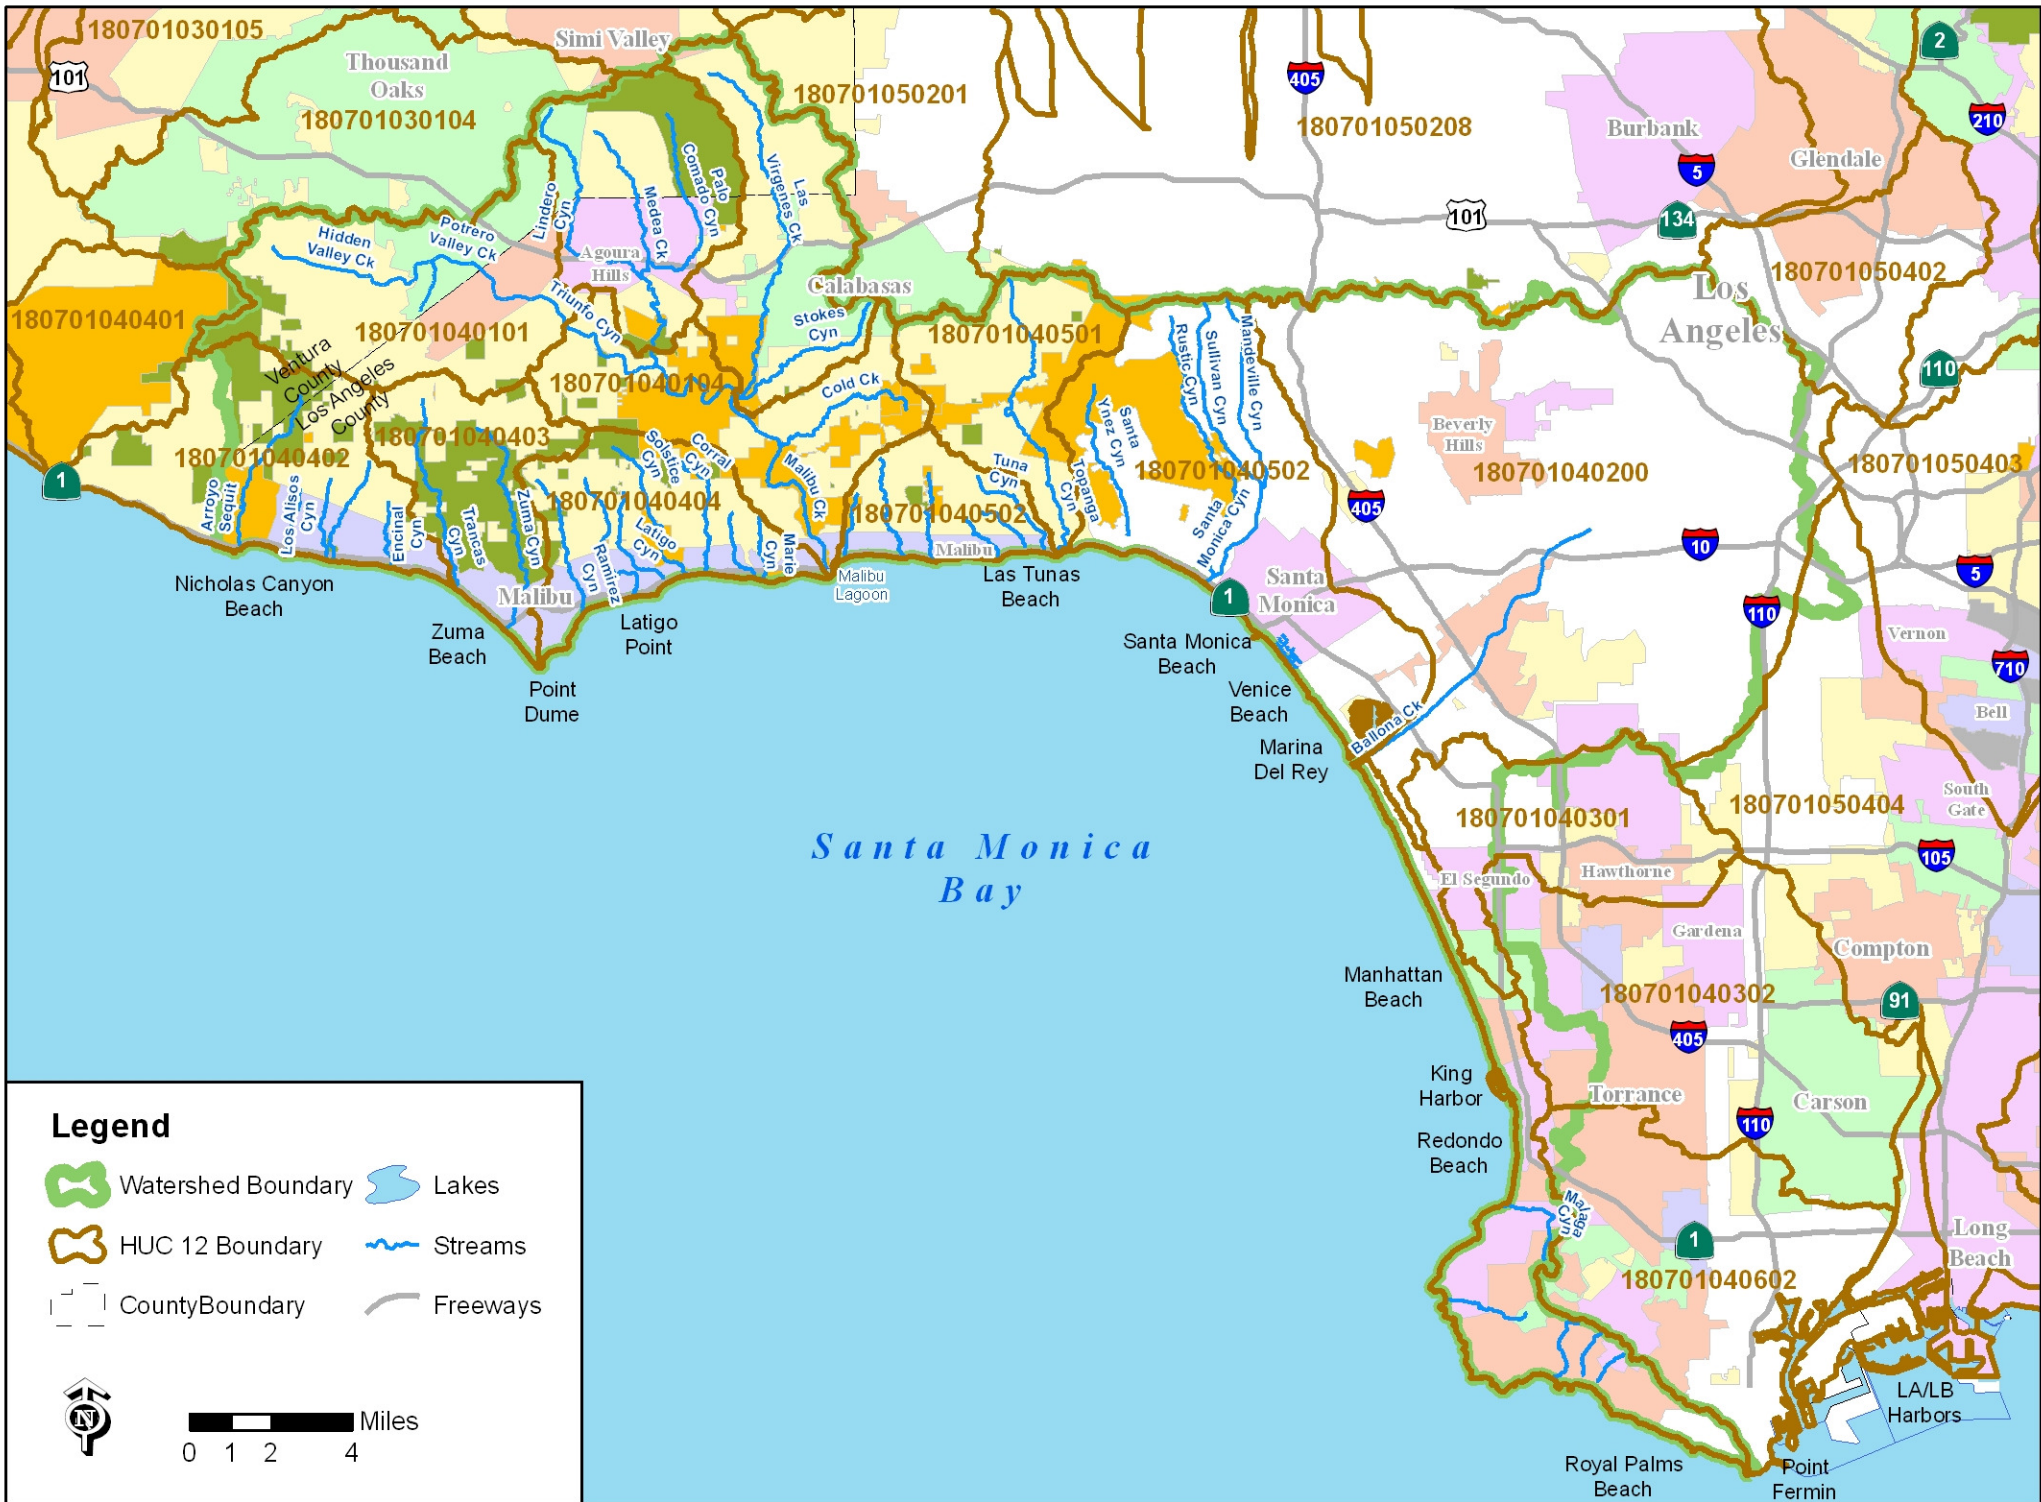 180701030105
Simi Valley
101
Thousand
Oaks
180701030104
180701050201
405
180701050208
Burbank
Glendale
2
210
5
134
101
Hidden
Valley Ck
Potrero
Valley Ck
Lindero
Cyn
Medea Ck
Palo
Comado Cyn
Las
Virgenes Ck
Agoura
Hills
Calabasas
Triunfo Cyn
Stokes
Cyn
180701040401
180701040101
180701040501
180701050402
Los
Angeles
110
Ventura
County
Los Angeles
County
180701040104
Cold Ck
Rustic Cyn
Sullivan Cyn
Mandeville Cyn
Santa
Ynez Cyn
Beverly
Hills
180701040403
180701040402
Solstice
Cyn
Corral
Cyn
Malibu Ck
Tuna
Cyn
Topanga
Cyn
180701040502
180701040200
180701050403
1
Arroyo
Sequit
Los Alisos
Cyn
Encinal
Cyn
Trancas
Cyn
Zuma Cyn
180701040404
Latigo
Cyn
Ramirez
Cyn
Marie
Cyn
180701040502
Malibu
Santa
Monica Cyn
405
10
5
Nicholas Canyon
Beach
Malibu
Malibu
Lagoon
Las Tunas
Beach
1
Santa
Monica
110
Vernon
710
Bell
Zuma
Beach
Latigo
Point
Point
Dume
Santa Monica
Beach
Venice
Beach
Marina
Del Rey
Ballona Ck
Santa Monica
Bay
180701040301
180701050404
South
Gate
105
El Segundo
Hawthorne
Gardena
Compton
Manhattan
Beach
180701040302
91
405
King
Harbor
Torrance
Carson
110
Redondo
Beach
Malaga
Cyn
1
Long
Beach
180701040602
LA/LB
Harbors
Royal Palms
Beach
Point
Fermin
Legend
Watershed Boundary
Lakes
HUC 12 Boundary
Streams
CountyBoundary
Freeways
N
Miles
0 1 2 4